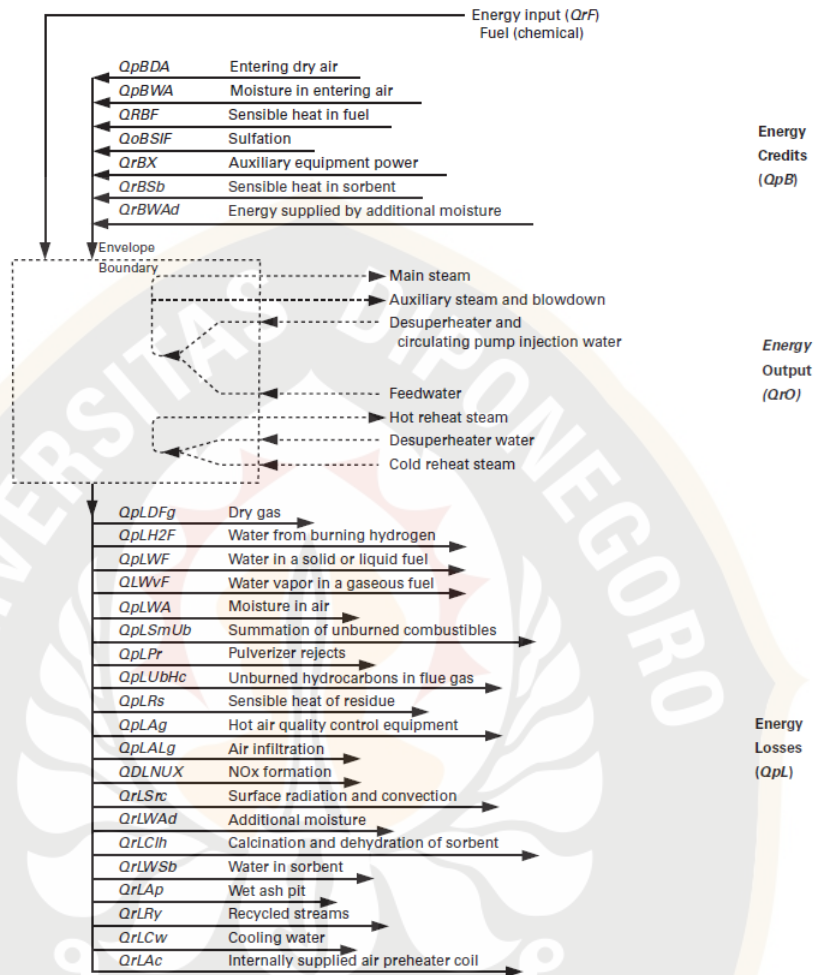 Energy input (QrF)
Fuel (chemical)
QpBDA Entering dry air
QpBWA Moisture in entering air
QRBF Sensible heat in fuel
QoBSIF Sulfation
QrBX Auxiliary equipment power
QrBSb Sensible heat in sorbent
QrBWAd Energy supplied by additional moisture
Energy
Credits
(QpB)
Envelope
Boundary
Main steam
Auxiliary steam and blowdown
Desuperheater and
circulating pump injection water
Feedwater
Hot reheat steam
Desuperheater water
Cold reheat steam
Energy
Output
(QrO)
QpLDFg Dry gas
QpLH2F Water from burning hydrogen
QpLWF Water in a solid or liquid fuel
QLWvF Water vapor in a gaseous fuel
QpLWA Moisture in air
QpLSmUb Summation of unburned combustibles
QpLPr Pulverizer rejects
QpLUbHc Unburned hydrocarbons in flue gas
QpLRs Sensible heat of residue
QpLAg Hot air quality control equipment
QpLALg Air infiltration
QDLNUX NOx formation
QrLSrc Surface radiation and convection
QrLWAd Additional moisture
QrLClh Calcination and dehydration of sorbent
QrLWSb Water in sorbent
QrLAp Wet ash pit
QrLRy Recycled streams
QrLCw Cooling water
QrLAc Internally supplied air preheater coil
Energy
Losses
(QpL)
VERSITAS DIPONEGORO